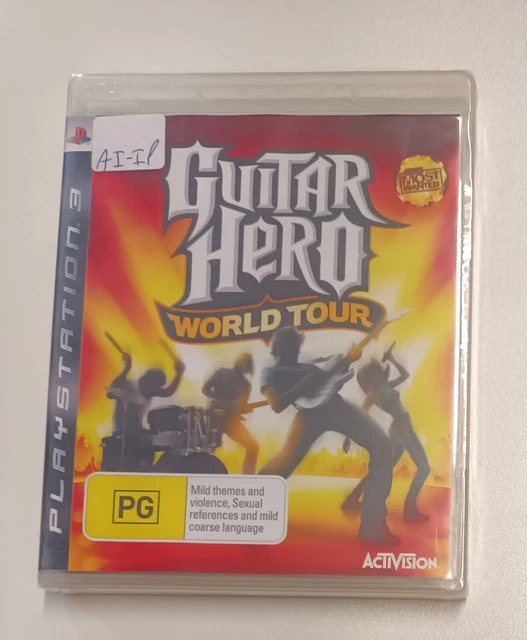 AI-IP
GUITAR
HERO
WORLD TOUR
MOST
WANTED
PLAYSTATION 3
PG
Mild themes and
violence, Sexual
references and mild
coarse language
ACTIVISION